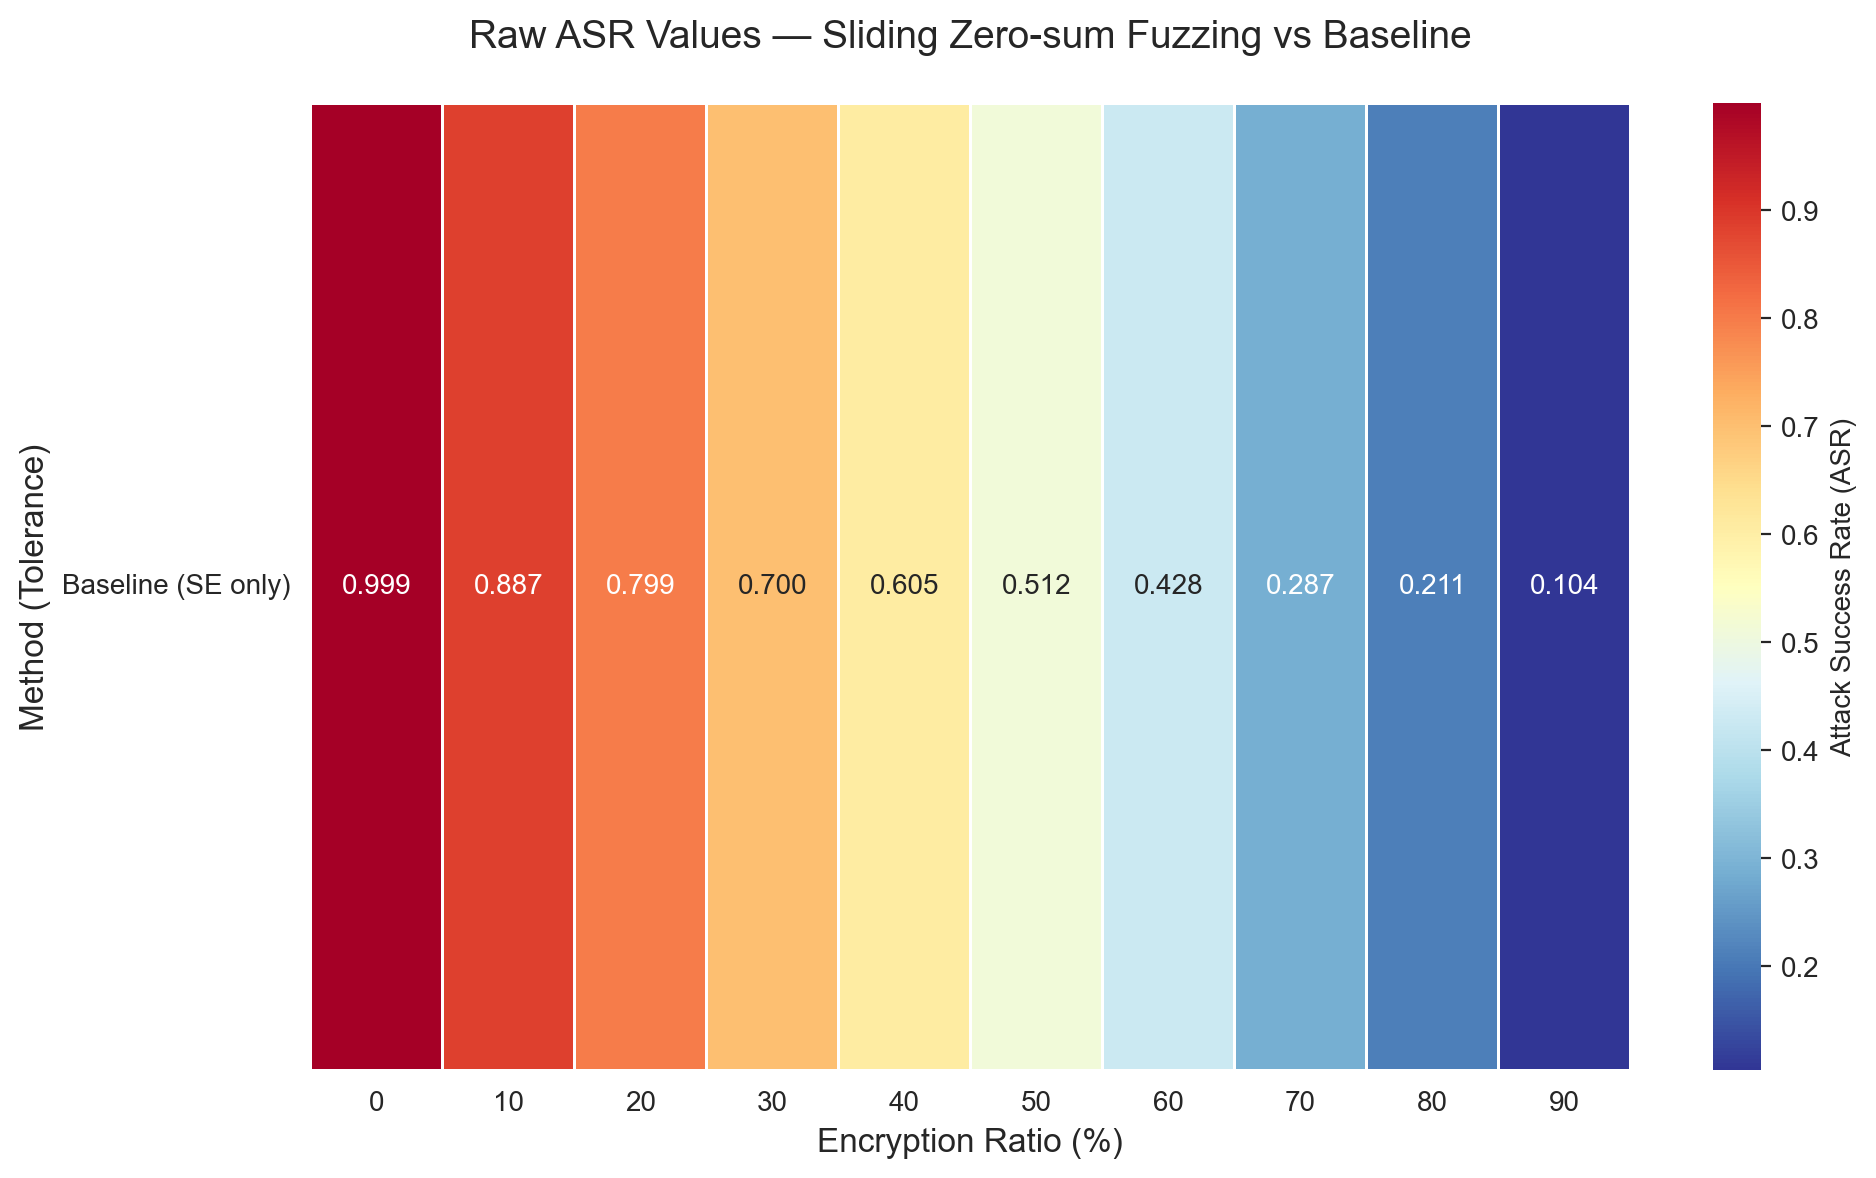 Raw ASR Values — Sliding Zero-sum Fuzzing vs Baseline
Method (Tolerance)
Baseline (SE only)
0.999 0.887 0.799 0.700 0.605 0.512 0.428 0.287 0.211 0.104
0 10 20 30 40 50 60 70 80 90
Encryption Ratio (%)
0.9
0.8
0.7
0.6
0.5
0.4
0.3
0.2
Attack Success Rate (ASR)